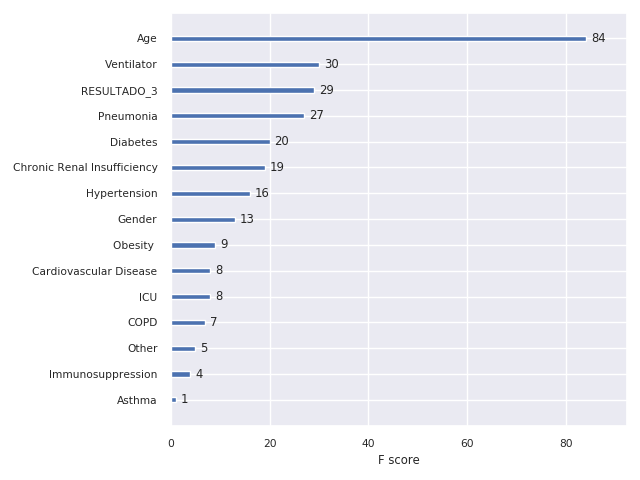 Age 84
Ventilator 30
RESULTADO_3 29
Pneumonia 27
Diabetes 20
Chronic Renal Insufficiency 19
Hypertension 16
Gender 13
Obesity 9
Cardiovascular Disease 8
ICU 8
COPD 7
Other 5
Immunosuppression 4
Asthma 1
0 20 40 60 80
F score